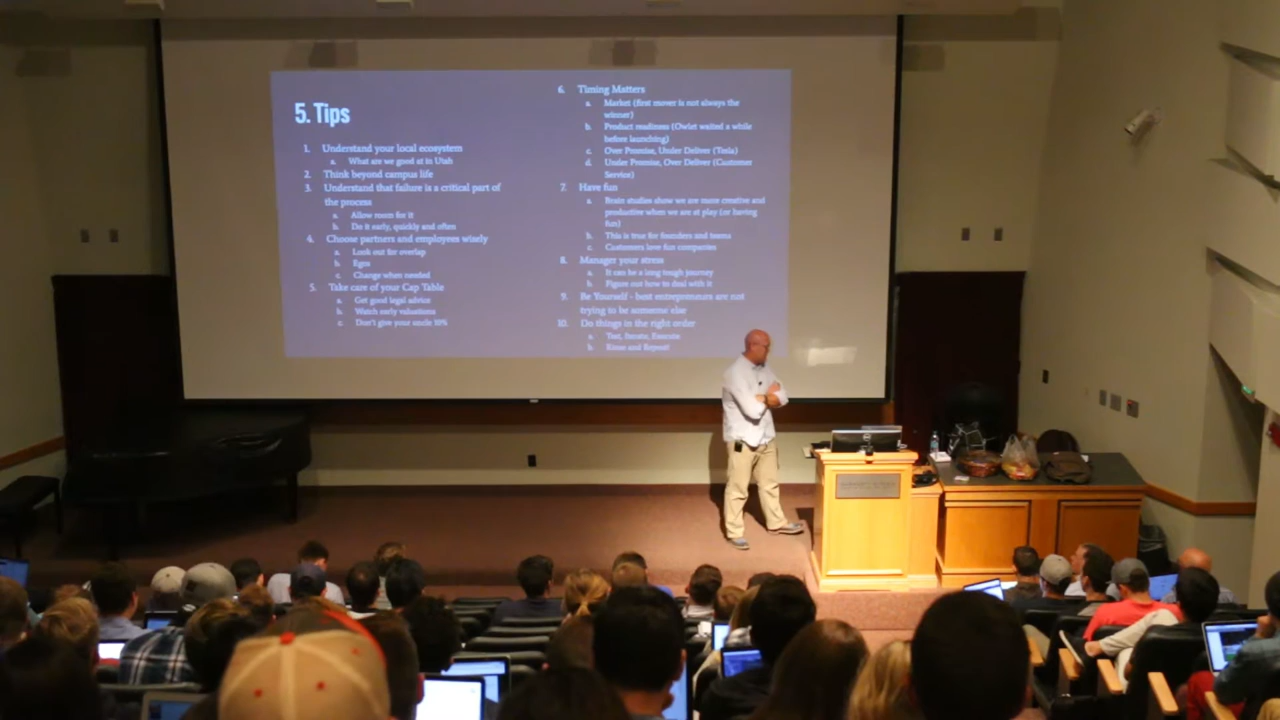 5. Tips
1. Understand your local ecosystem
a. What are we good at in Utah
2. Think beyond campus life
3. Understand that failure is a critical part of
the process
a. Allow room for it
b. Do it early, quickly and often
4. Choose partners and employees wisely
a. Look out for overlap
b. Egos
c. Change when needed
5. Take care of your Cap Table
a. Get good legal advice
b. Watch early valuations
c. Don't give your uncle 10%
6. Timing Matters
a. Market (first mover is not always the
winner)
b. Product readiness (Owlet waited a while
before launching)
c. Over Promise, Under Deliver (Tesla)
d. Under Promise, Over Deliver (Customer
Service)
7. Have fun
a. Brain studies show we are more creative and
productive when we are at play (or having
fun)
b. This is true for founders and teams
c. Customers love fun companies
8. Manager your stress
a. It can be a long tough journey
b. Figure out how to deal with it
9. Be Yourself - best entrepreneurs are not
trying to be someone else
10. Do things in the right order
a. Test, Iterate, Execute
b. Rinse and Repeat!